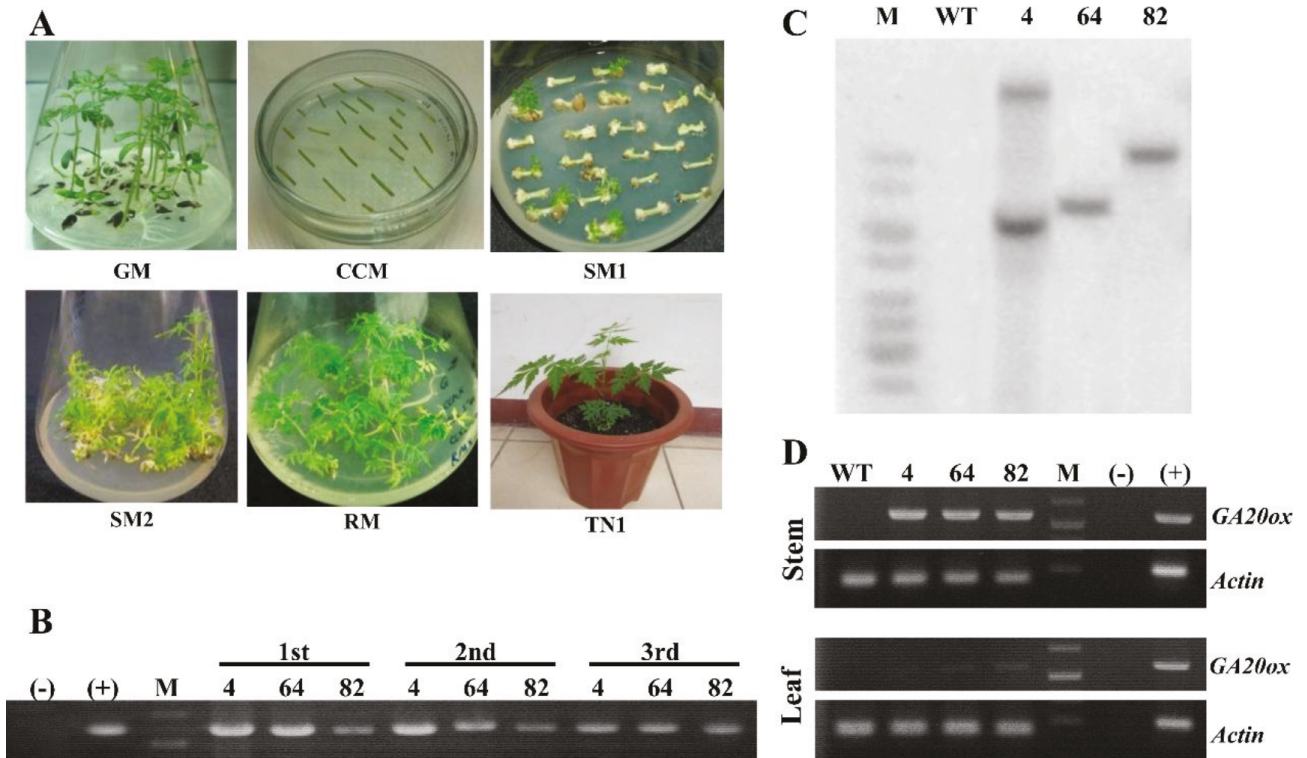 A
GM
CCM
SM1
SM2
RM
TN1
B
1st 2nd 3rd
(-) (+) M 4 64 82 4 64 82 4 64 82
C
M WT 4 64 82
D
WT 4 64 82 M (-) (+)
Stem
GA20ox
Actin
Leaf
GA20ox
Actin